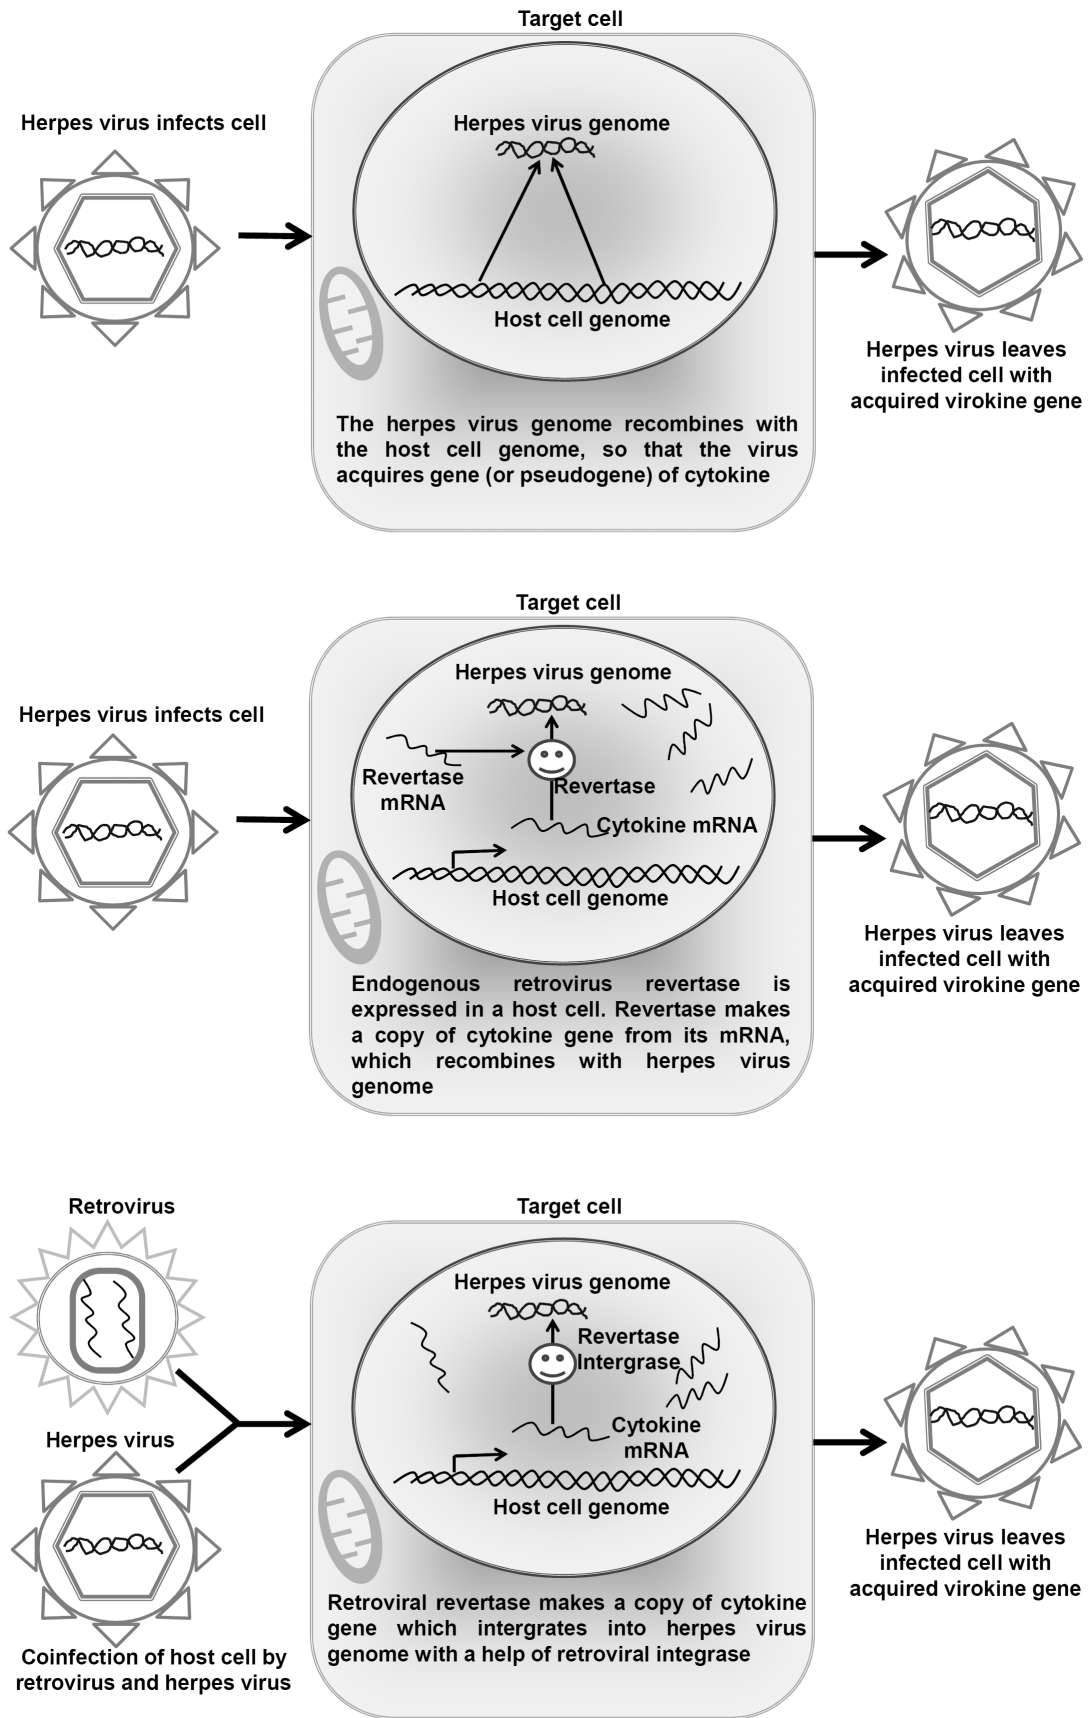 Target cell
Herpes virus infects cell
Herpes virus genome
Host cell genome
The herpes virus genome recombines with
the host cell genome, so that the virus
acquires gene (or pseudogene) of cytokine
Herpes virus leaves
infected cell with
acquired virokine gene
Target cell
Herpes virus infects cell
Herpes virus genome
Revertase
mRNA
Revertase
Cytokine mRNA
Host cell genome
Endogenous retrovirus revertase is
expressed in a host cell. Revertase makes
a copy of cytokine gene from its mRNA,
which recombines with herpes virus
genome
Herpes virus leaves
infected cell with
acquired virokine gene
Retrovirus
Herpes virus
Coinfection of host cell by
retrovirus and herpes virus
Target cell
Herpes virus genome
Revertase
Intergrase
Cytokine
mRNA
Host cell genome
Retroviral revertase makes a copy of cytokine
gene which intergrates into herpes virus
genome with a help of retroviral integrase
Herpes virus leaves
infected cell with
acquired virokine gene